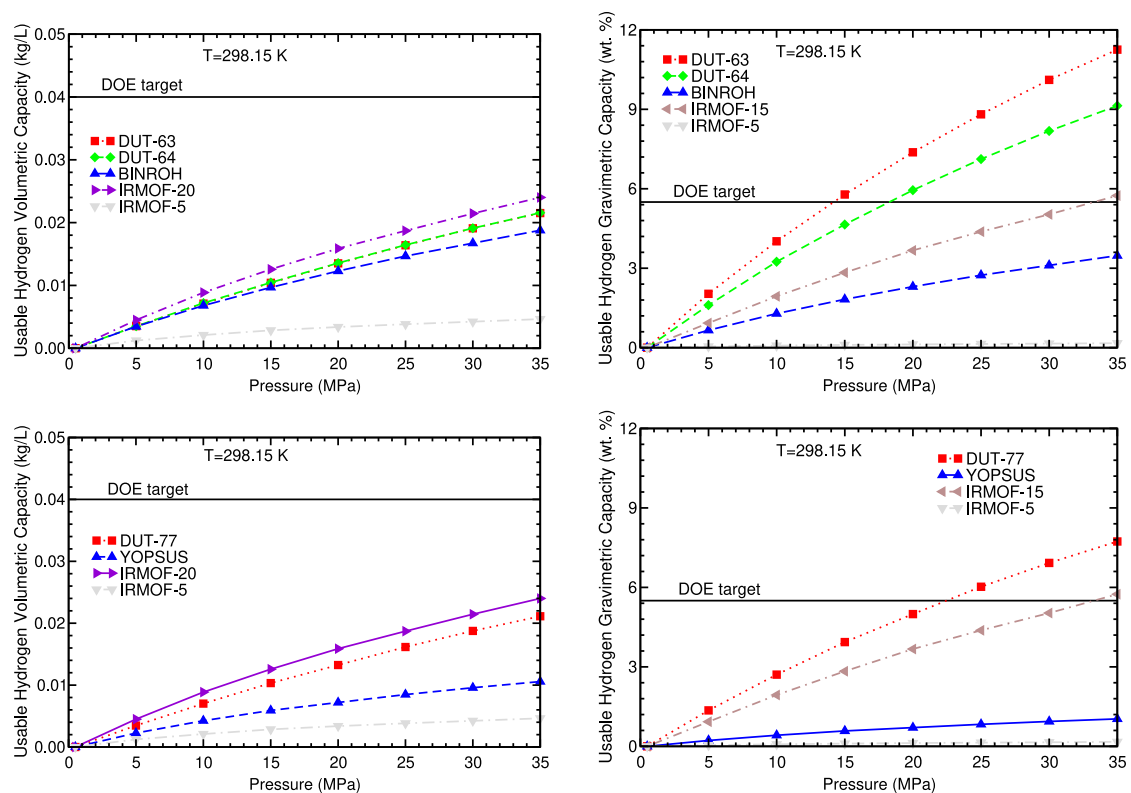 Usable Hydrogen Volumetric Capacity (kg/L)
0.05
0.04
0.03
0.02
0.01
0.00
T=298.15 K
DOE target
DUT-63
DUT-64
BINROH
IRMOF-20
IRMOF-5
5 10 15 20 25 30 35
Pressure (MPa)
Usable Hydrogen Gravimetric Capacity (wt. %)
12
9
6
3
0
T=298.15 K
DUT-63
DUT-64
BINROH
IRMOF-15
IRMOF-5
DOE target
5 10 15 20 25 30 35
Pressure (MPa)
Usable Hydrogen Volumetric Capacity (kg/L)
0.05
0.04
0.03
0.02
0.01
0.00
T=298.15 K
DOE target
DUT-77
YOPSUS
IRMOF-20
IRMOF-5
5 10 15 20 25 30 35
Pressure (MPa)
Usable Hydrogen Gravimetric Capacity (wt. %)
12
9
6
3
0
T=298.15 K
DUT-77
YOPSUS
IRMOF-15
IRMOF-5
DOE target
5 10 15 20 25 30 35
Pressure (MPa)